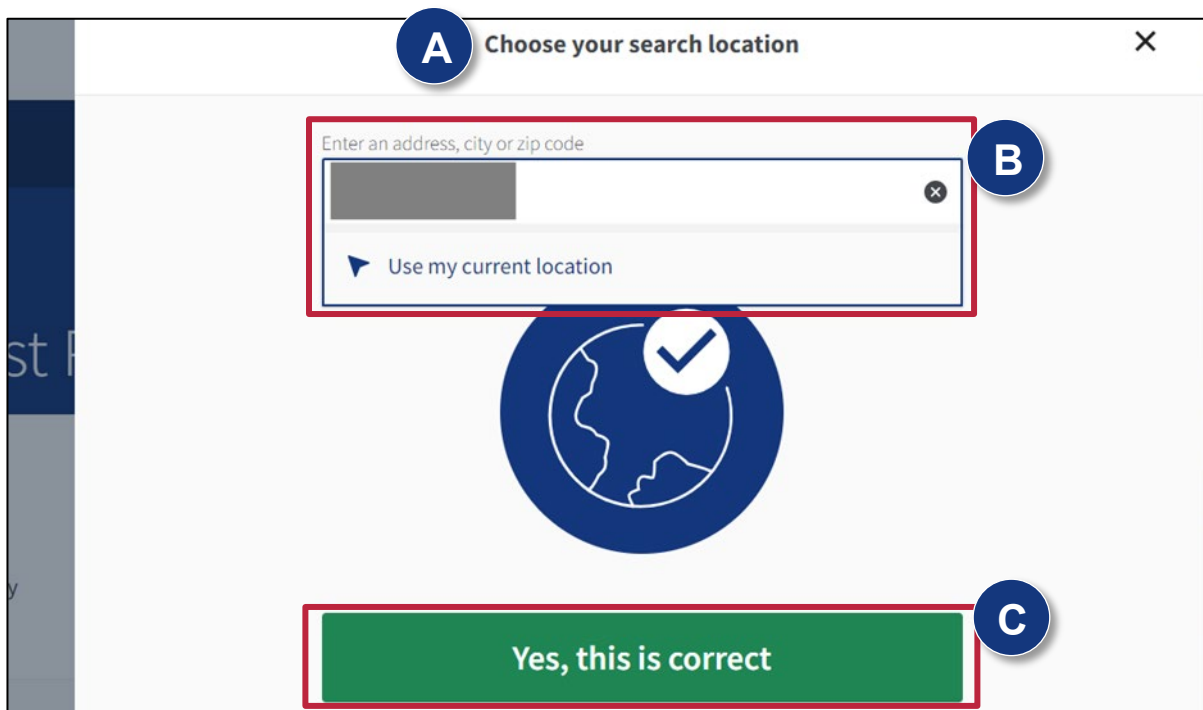 A
Choose your search location
Enter an address, city or zip code
B
Use my current location
st
y
Yes, this is correct
C